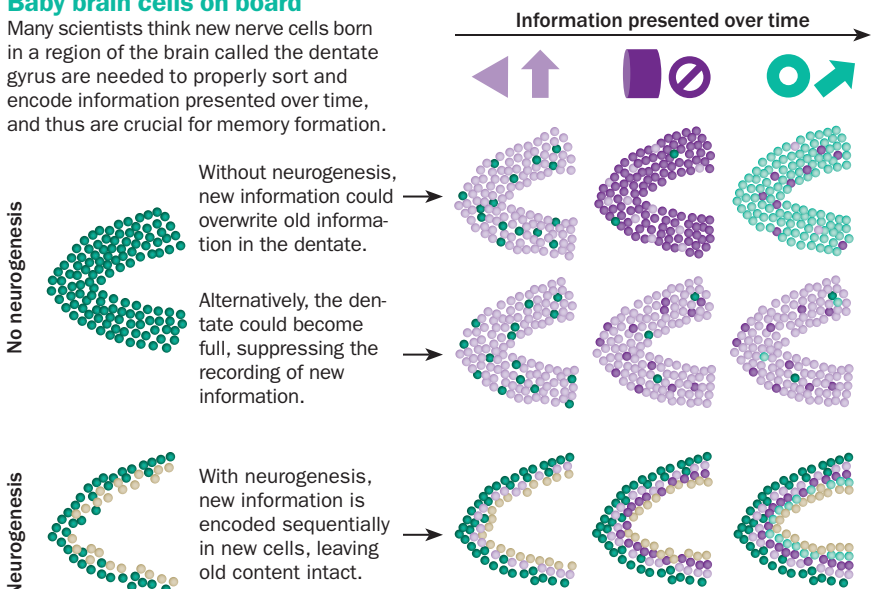 Baby brain cells on board
Many scientists think new nerve cells born
in a region of the brain called the dentate
gyrus are needed to properly sort and
encode information presented over time,
and thus are crucial for memory formation.
Information presented over time
No neurogenesis
Without neurogenesis,
new information could
overwrite old informa-
tion in the dentate.
Alternatively, the den-
tate could become
full, suppressing the
recording of new
information.
Neurogenesis
With neurogenesis,
new information is
encoded sequentially
in new cells, leaving
old content intact.